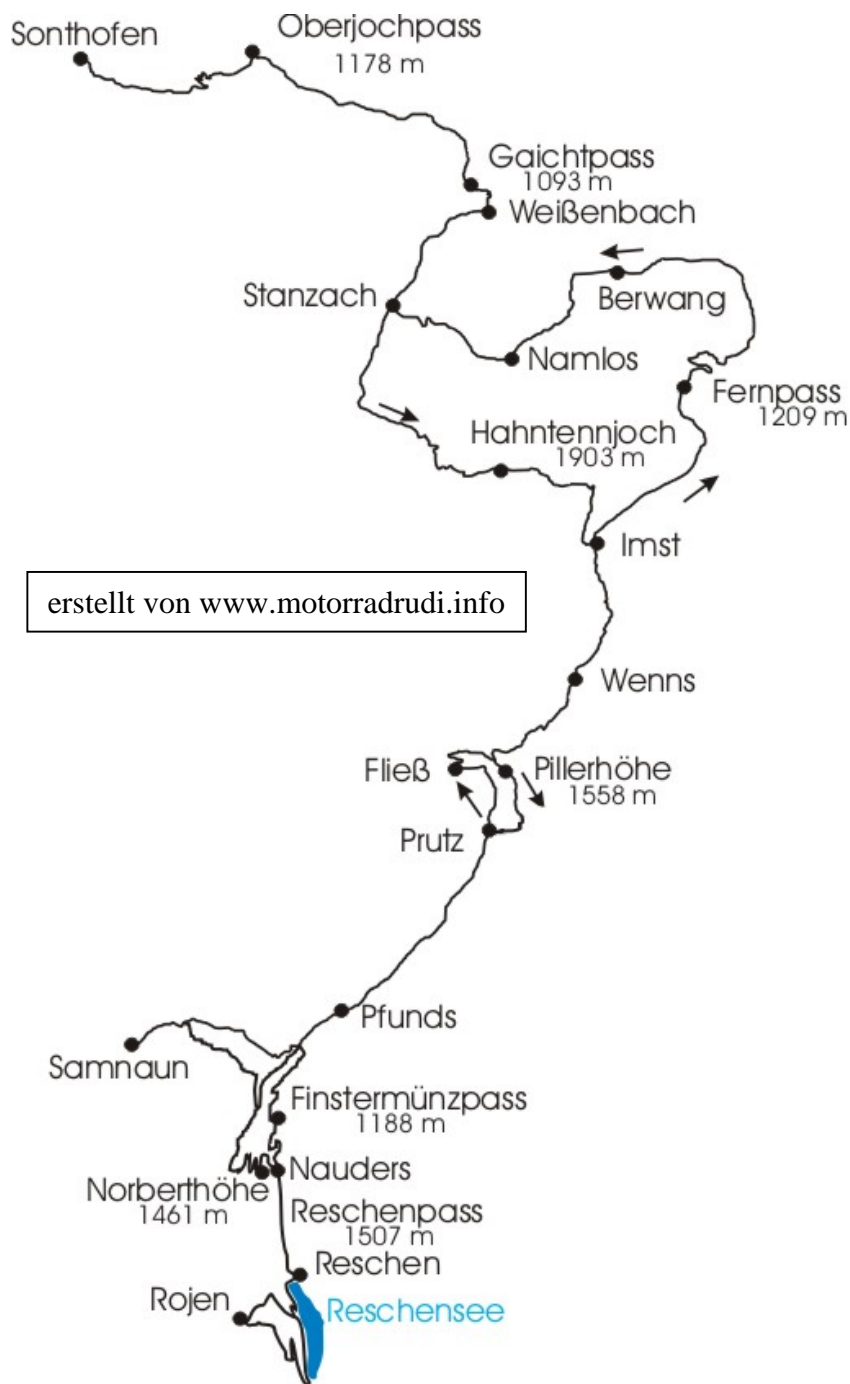 Sonthofen
Oberjochpass
1178 m
Gaichtpass
1093 m
Weißenbach
Stanzach
Berwang
Namlos
Fernpass
1209 m
Hahntennjoch
1903 m
Imst
erstellt von www.motorradrudi.info
Wenns
Fließ
Pillerhöhe
1558 m
Prutz
Pfunds
Samnaun
Finstermünzpass
1188 m
Nauders
Norberthöhe
1461 m
Reschenpass
1507 m
Reschen
Rojen
Reschensee